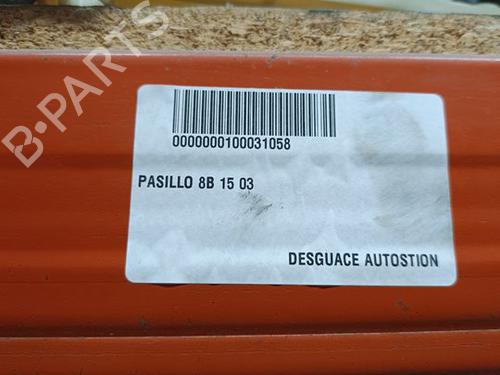 B-PARTS
0000000100031058
PASILLO 8B 15 03
DESGUACE AUTOSTION